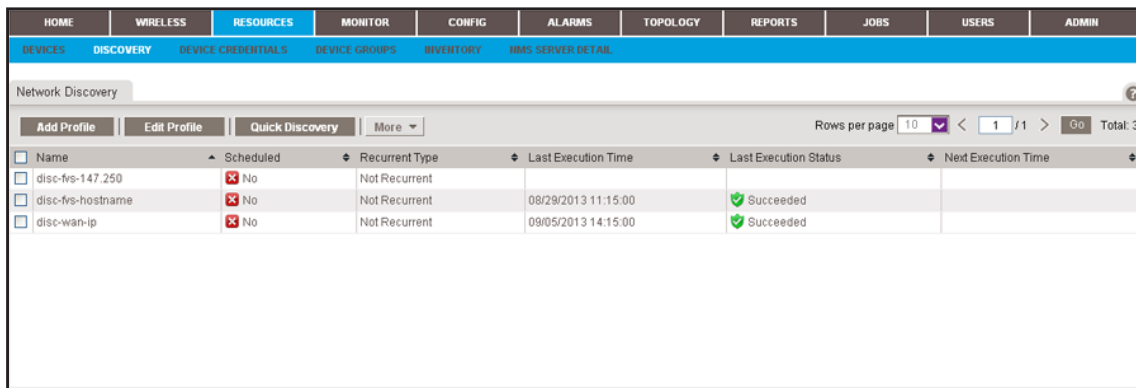 HOME WIRELESS RESOURCES MONITOR CONFIG ALARMS TOPOLOGY REPORTS JOBS USERS ADMIN
DEVICES DISCOVERY DEVICE CREDENTIALS DEVICE GROUPS INVENTORY NMS SERVER DETAIL
Network Discovery ?
Add Profile Edit Profile Quick Discovery More Rows per page 10 < 1 /1 > Go Total: 3
Name Scheduled Recurrent Type Last Execution Time Last Execution Status Next Execution Time
disc-fvs-147.250 No Not Recurrent
disc-fvs-hostname No Not Recurrent 08/29/2013 11:15:00 Succeeded
disc-wan-ip No Not Recurrent 09/05/2013 14:15:00 Succeeded